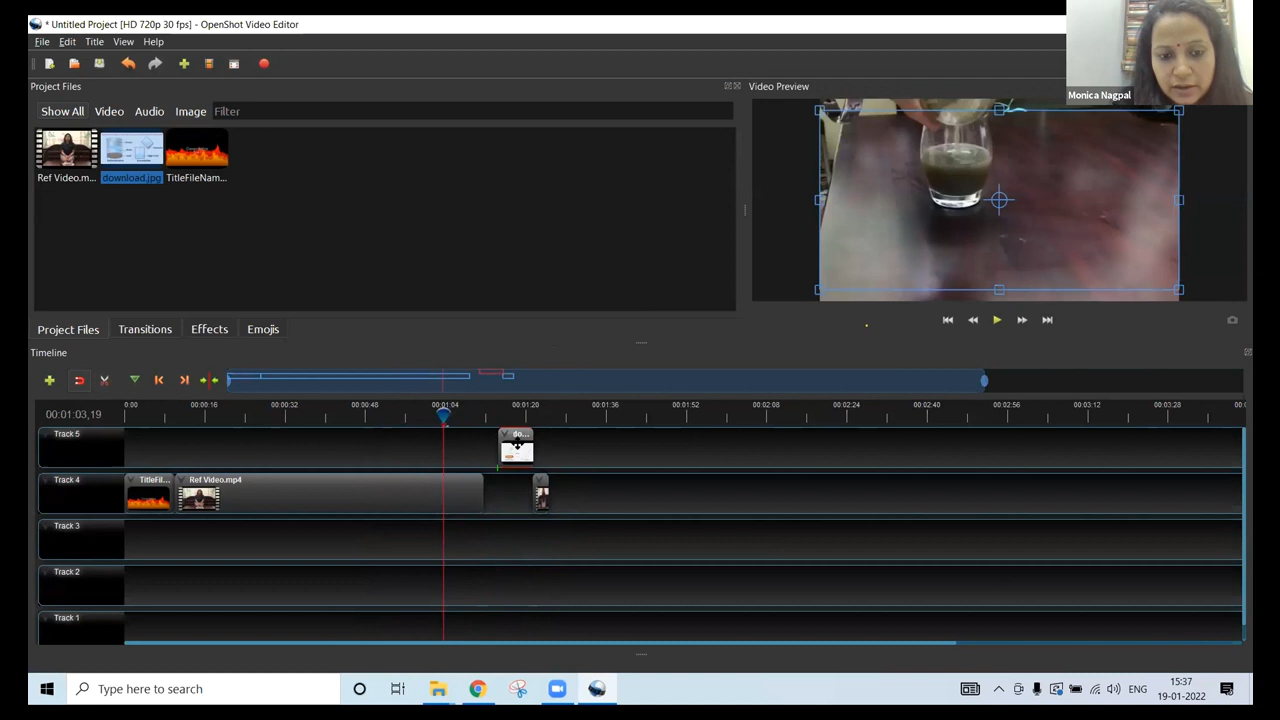 * Untitled Project [HD 720p 30 fps] - OpenShot Video Editor
File Edit Title View Help
Monica Nagpal
Project Files
Video Preview
Show All Video Audio Image Filter
Ref Video.m... download.jpg TitleFileNam...
Project Files Transitions Effects Emojis
Timeline
00:01:03,19
0:00 00:00:16 00:00:32 00:00:48 00:01:04 00:01:20 00:01:36 00:01:52 00:02:08 00:02:24 00:02:40 00:02:56 00:03:12 00:03:28
Track 5
do...
Track 4
TitleFil...
Ref Video.mp4
Track 3
Track 2
Track 1
Type here to search
ENG
15:37
19-01-2022